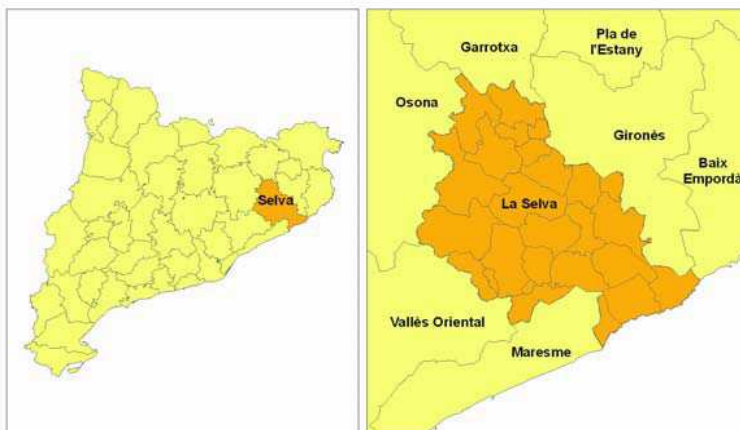 Selva
Garrotxa
Pla de
l'Estany
Osona
Gironès
Baix
Empordà
La Selva
Vallès Oriental
Maresme